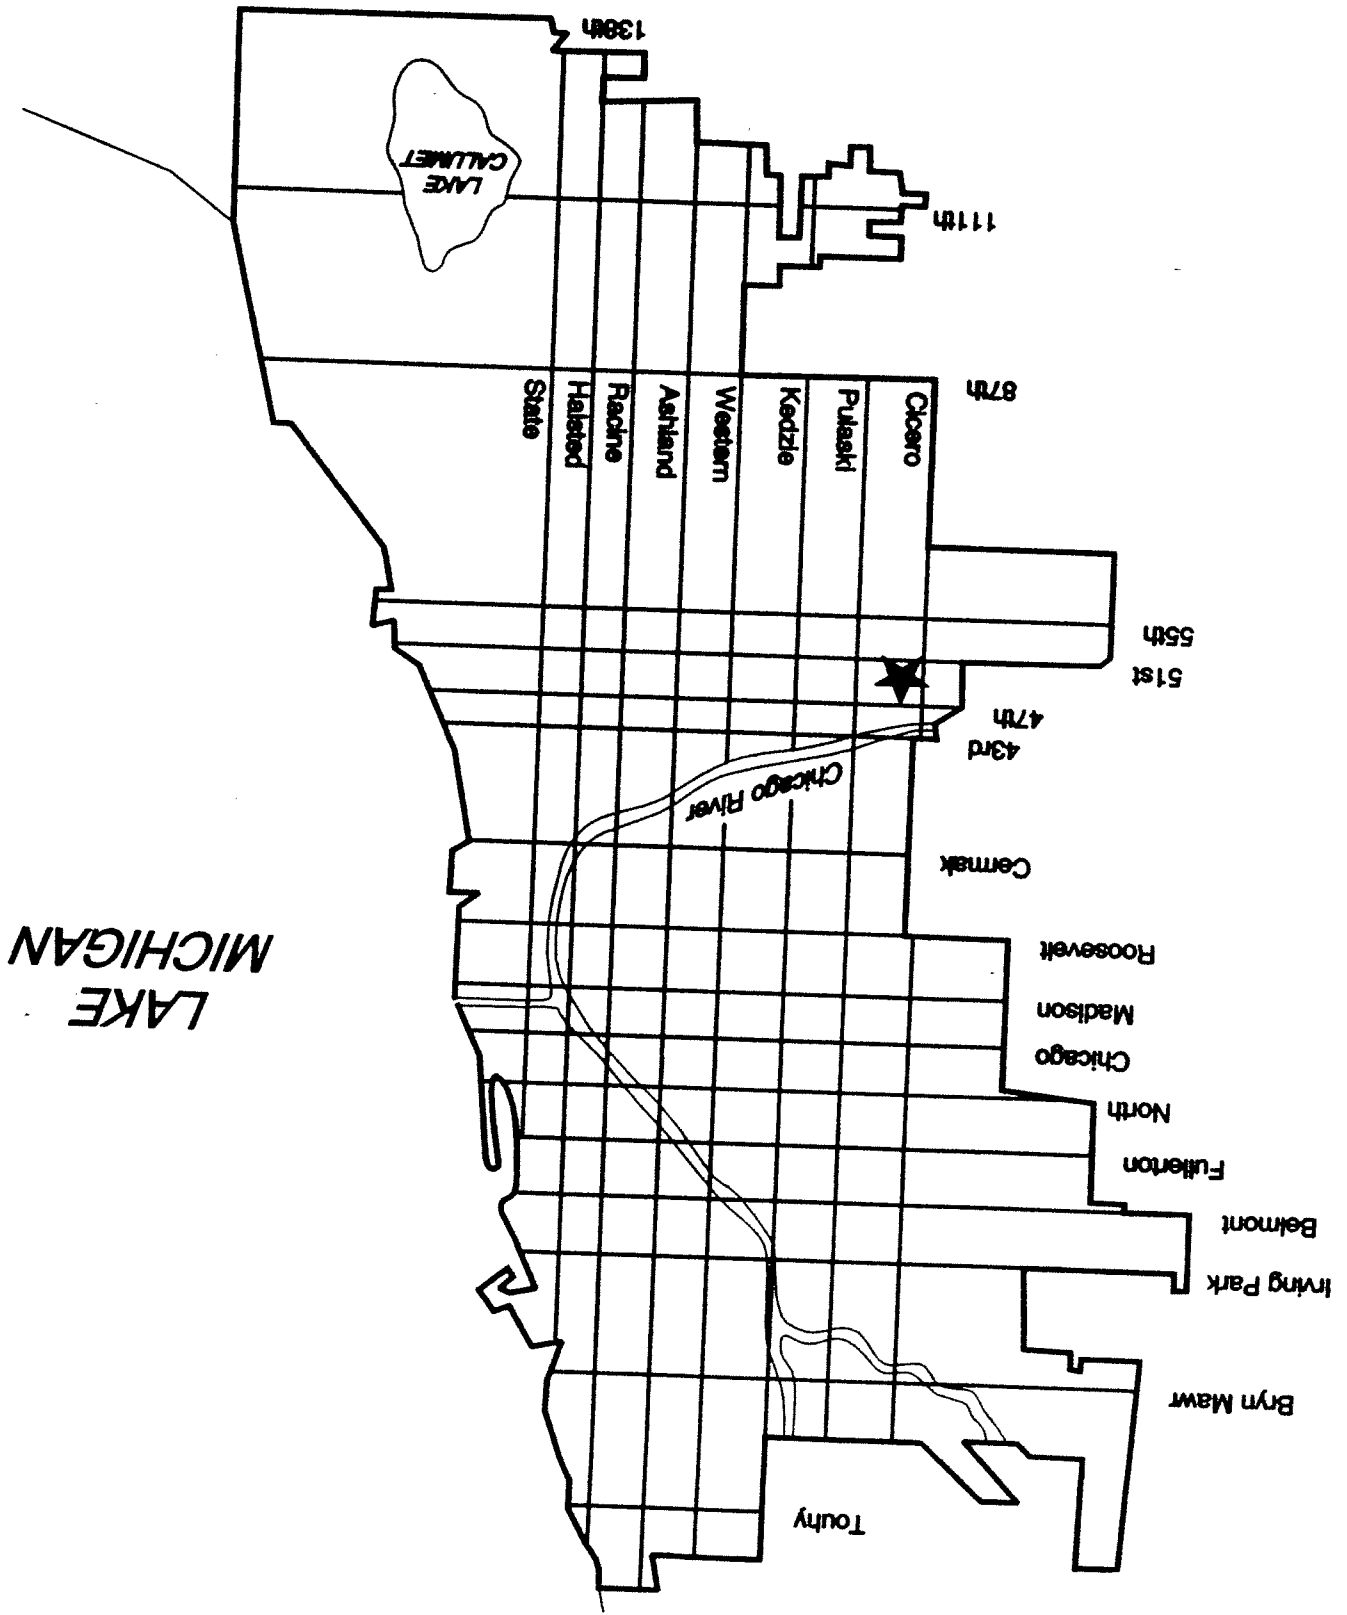 Touhy
Bryn Mawr
Irving Park
Belmont
Fullerton
North
Chicago
Madison
Roosevelt
LAKE
MICHIGAN
Cermak
Chicago River
43rd
47th
51st
55th
Cicero
Pulaski
Kedzie
Western
Ashland
Racine
Halsted
State
87th
111th
LAKE
CALUMET
138th